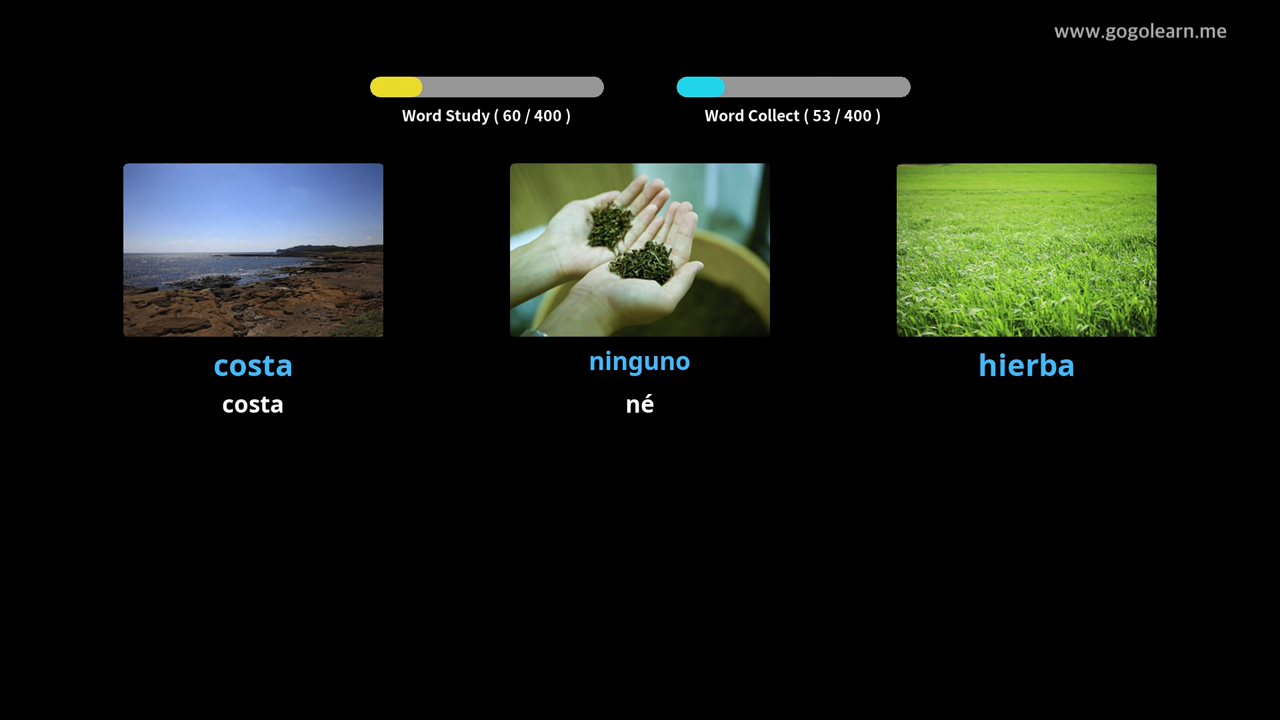 www.gogolearn.me
Word Study ( 60 / 400 )
Word Collect ( 53 / 400 )
costa
ninguno
hierba
costa
né